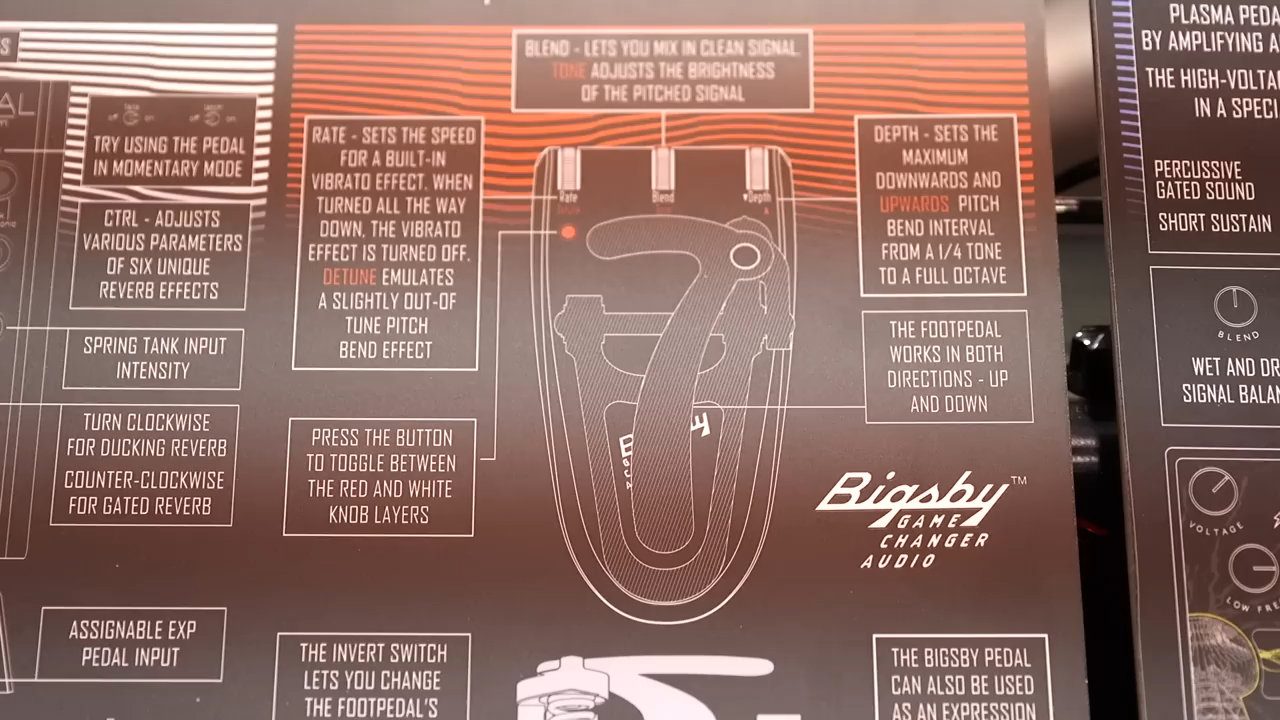 S
AL
TRY USING THE PEDAL
IN MOMENTARY MODE
CTRL - ADJUSTS
VARIOUS PARAMETERS
OF SIX UNIQUE
REVERB EFFECTS
SPRING TANK INPUT
INTENSITY
TURN CLOCKWISE
FOR DUCKING REVERB
COUNTER-CLOCKWISE
FOR GATED REVERB
ASSIGNABLE EXP
PEDAL INPUT
BLEND - LETS YOU MIX IN CLEAN SIGNAL.
TONE ADJUSTS THE BRIGHTNESS
OF THE PITCHED SIGNAL
RATE - SETS THE SPEED
FOR A BUILT-IN
VIBRATO EFFECT. WHEN
TURNED ALL THE WAY
DOWN, THE VIBRATO
EFFECT IS TURNED OFF.
DETUNE EMULATES
A SLIGHTLY OUT-OF
TUNE PITCH
BEND EFFECT
PRESS THE BUTTON
TO TOGGLE BETWEEN
THE RED AND WHITE
KNOB LAYERS
THE INVERT SWITCH
LETS YOU CHANGE
THE FOOTPEDAL'S
Rate
Blend
▼Depth
DEPTH - SETS THE
MAXIMUM
DOWNWARDS AND
UPWARDS PITCH
BEND INTERVAL
FROM A 1/4 TONE
TO A FULL OCTAVE
THE FOOTPEDAL
WORKS IN BOTH
DIRECTIONS - UP
AND DOWN
Bigsby™
GAME
CHANGER
AUDIO
THE BIGSBY PEDAL
CAN ALSO BE USED
AS AN EXPRESSION
PLASMA PEDA
BY AMPLIFYING A
THE HIGH-VOLTA
IN A SPECI
PERCUSSIVE
GATED SOUND
SHORT SUSTAIN
BLEND
WET AND DR
SIGNAL BALAN
VOLTAGE
LOW FRE